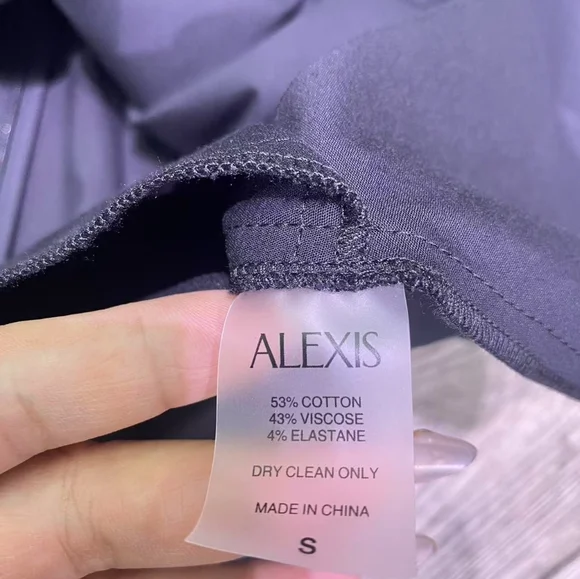 ALEXIS
53% COTTON
43% VISCOSE
4% ELASTANE
DRY CLEAN ONLY
MADE IN CHINA
S